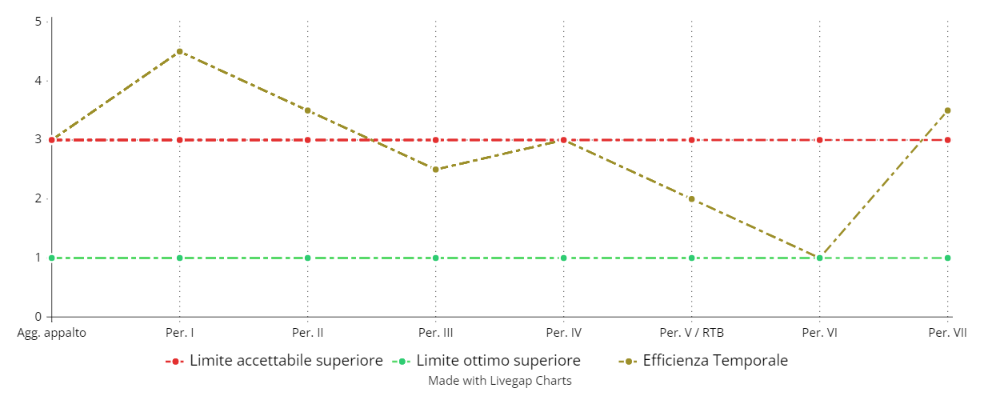 5
4
3
2
1
0
Agg. appalto Per. I Per. II Per. III Per. IV Per. V / RTB Per. VI Per. VII
Limite accettabile superiore Limite ottimo superiore Efficienza Temporale
Made with Livegap Charts